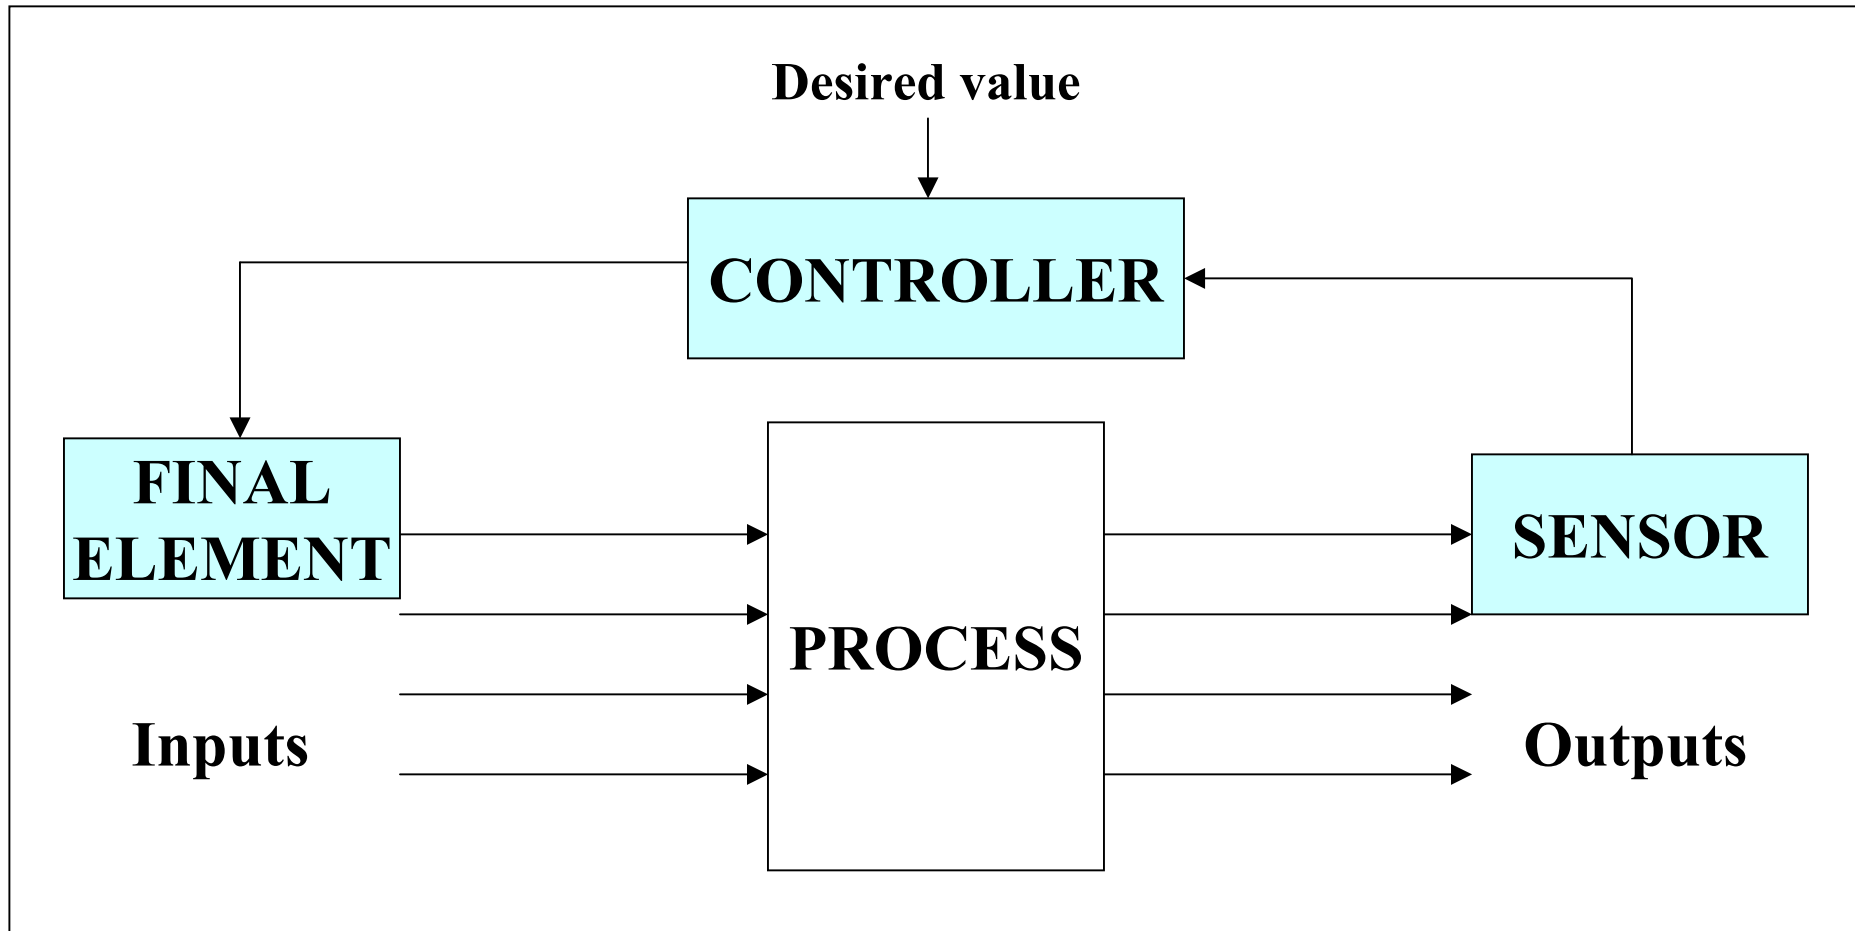 Desired value
CONTROLLER
FINAL
ELEMENT
SENSOR
PROCESS
Inputs
Outputs